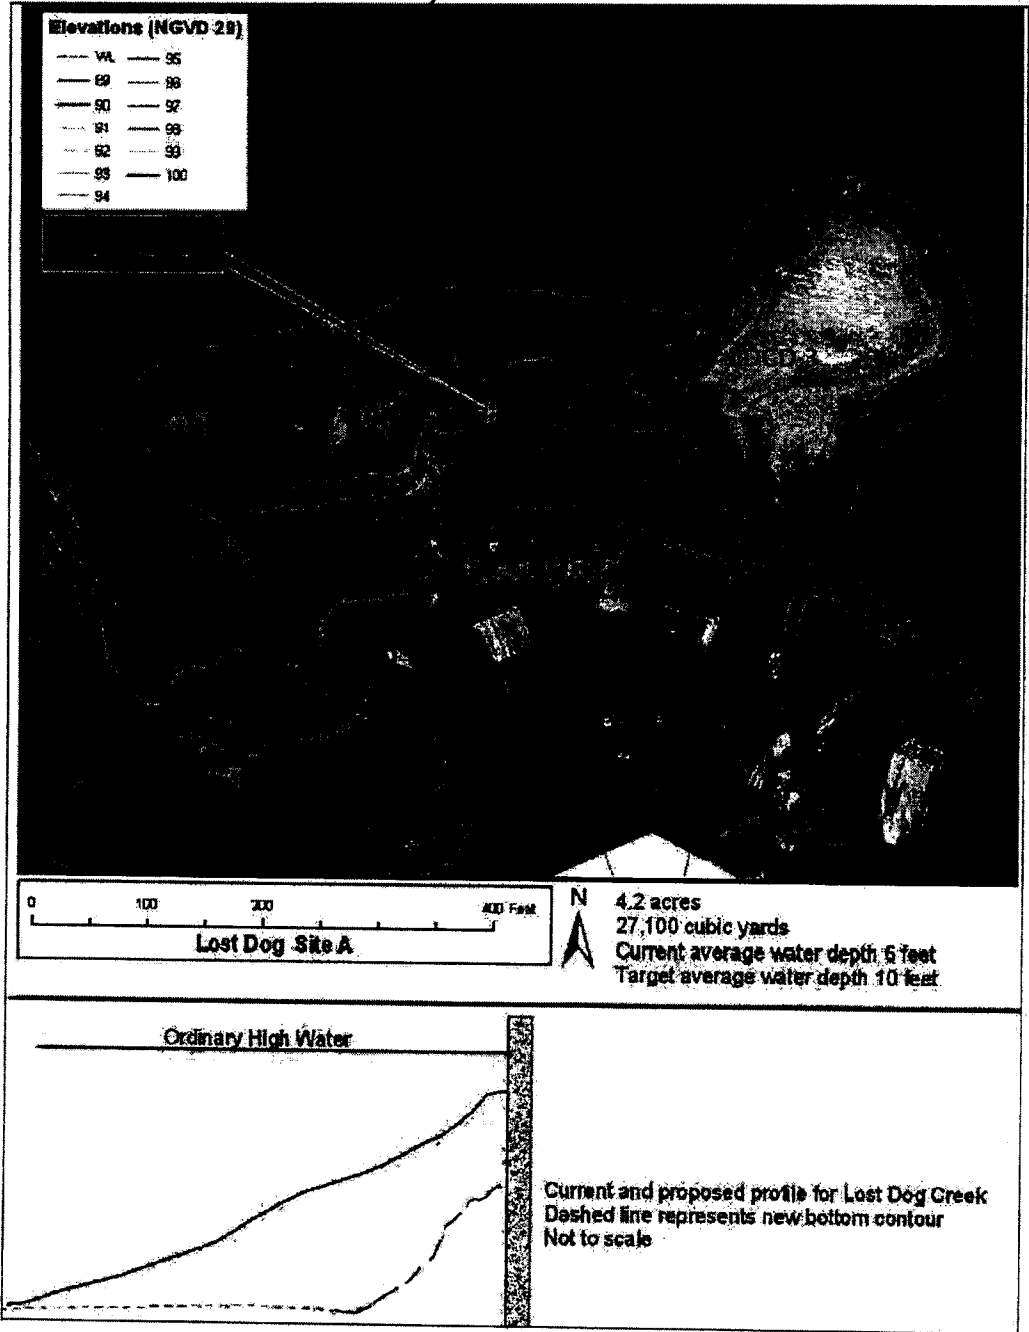 Elevations (NGVD 29)
WL 95
89 96
90 97
91 98
92 99
93 100
94
0 100 200 400 Feet
Lost Dog Site A
N
4.2 acres
27,100 cubic yards
Current average water depth 6 feet
Target average water depth 10 feet
Ordinary High Water
Current and proposed profile for Lost Dog Creek
Dashed line represents new bottom contour
Not to scale